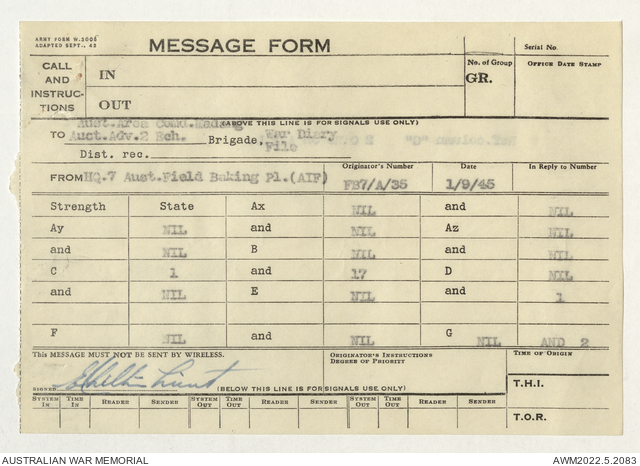 ARMY FORM W.3008
ADAPTED SEPT., 43
MESSAGE FORM
Serial No.
CALL AND INSTRUC- TIONS
IN
No. of Group
GR.
OFFICE DATE STAMP
OUT
Aust.Area Comd.Madang
(ABOVE THIS LINE IS FOR SIGNALS USE ONLY)
TO Auct.Adv.2 Ech. Brigade, War Diary
File
Dist. rec.
FROM HQ.7 Aust.Field Baking Pl.(AIF)
Originator's Number
FB7/A/35
Date
1/9/45
In Reply to Number
Strength State Ax NIL and NIL
Ay NIL and NIL Az NIL
and NIL B NIL and NIL
C 1 and 17 D NIL
and NIL E NIL and 1
F NIL and NIL G NIL AND 2
This MESSAGE MUST NOT BE SENT BY WIRELESS.
ORIGINATOR'S INSTRUCTIONS
DEGREE OF PRIORITY
TIME OF ORIGIN
SIGNED Lieut
(BELOW THIS LINE IS FOR SIGNALS USE ONLY)
T.H.I.
SYSTEM IN TIME IN READER SENDER SYSTEM OUT TIME OUT READER SENDER SYSTEM OUT TIME OUT READER SENDER
T.O.R.
AUSTRALIAN WAR MEMORIAL
AWM2022.5.2083